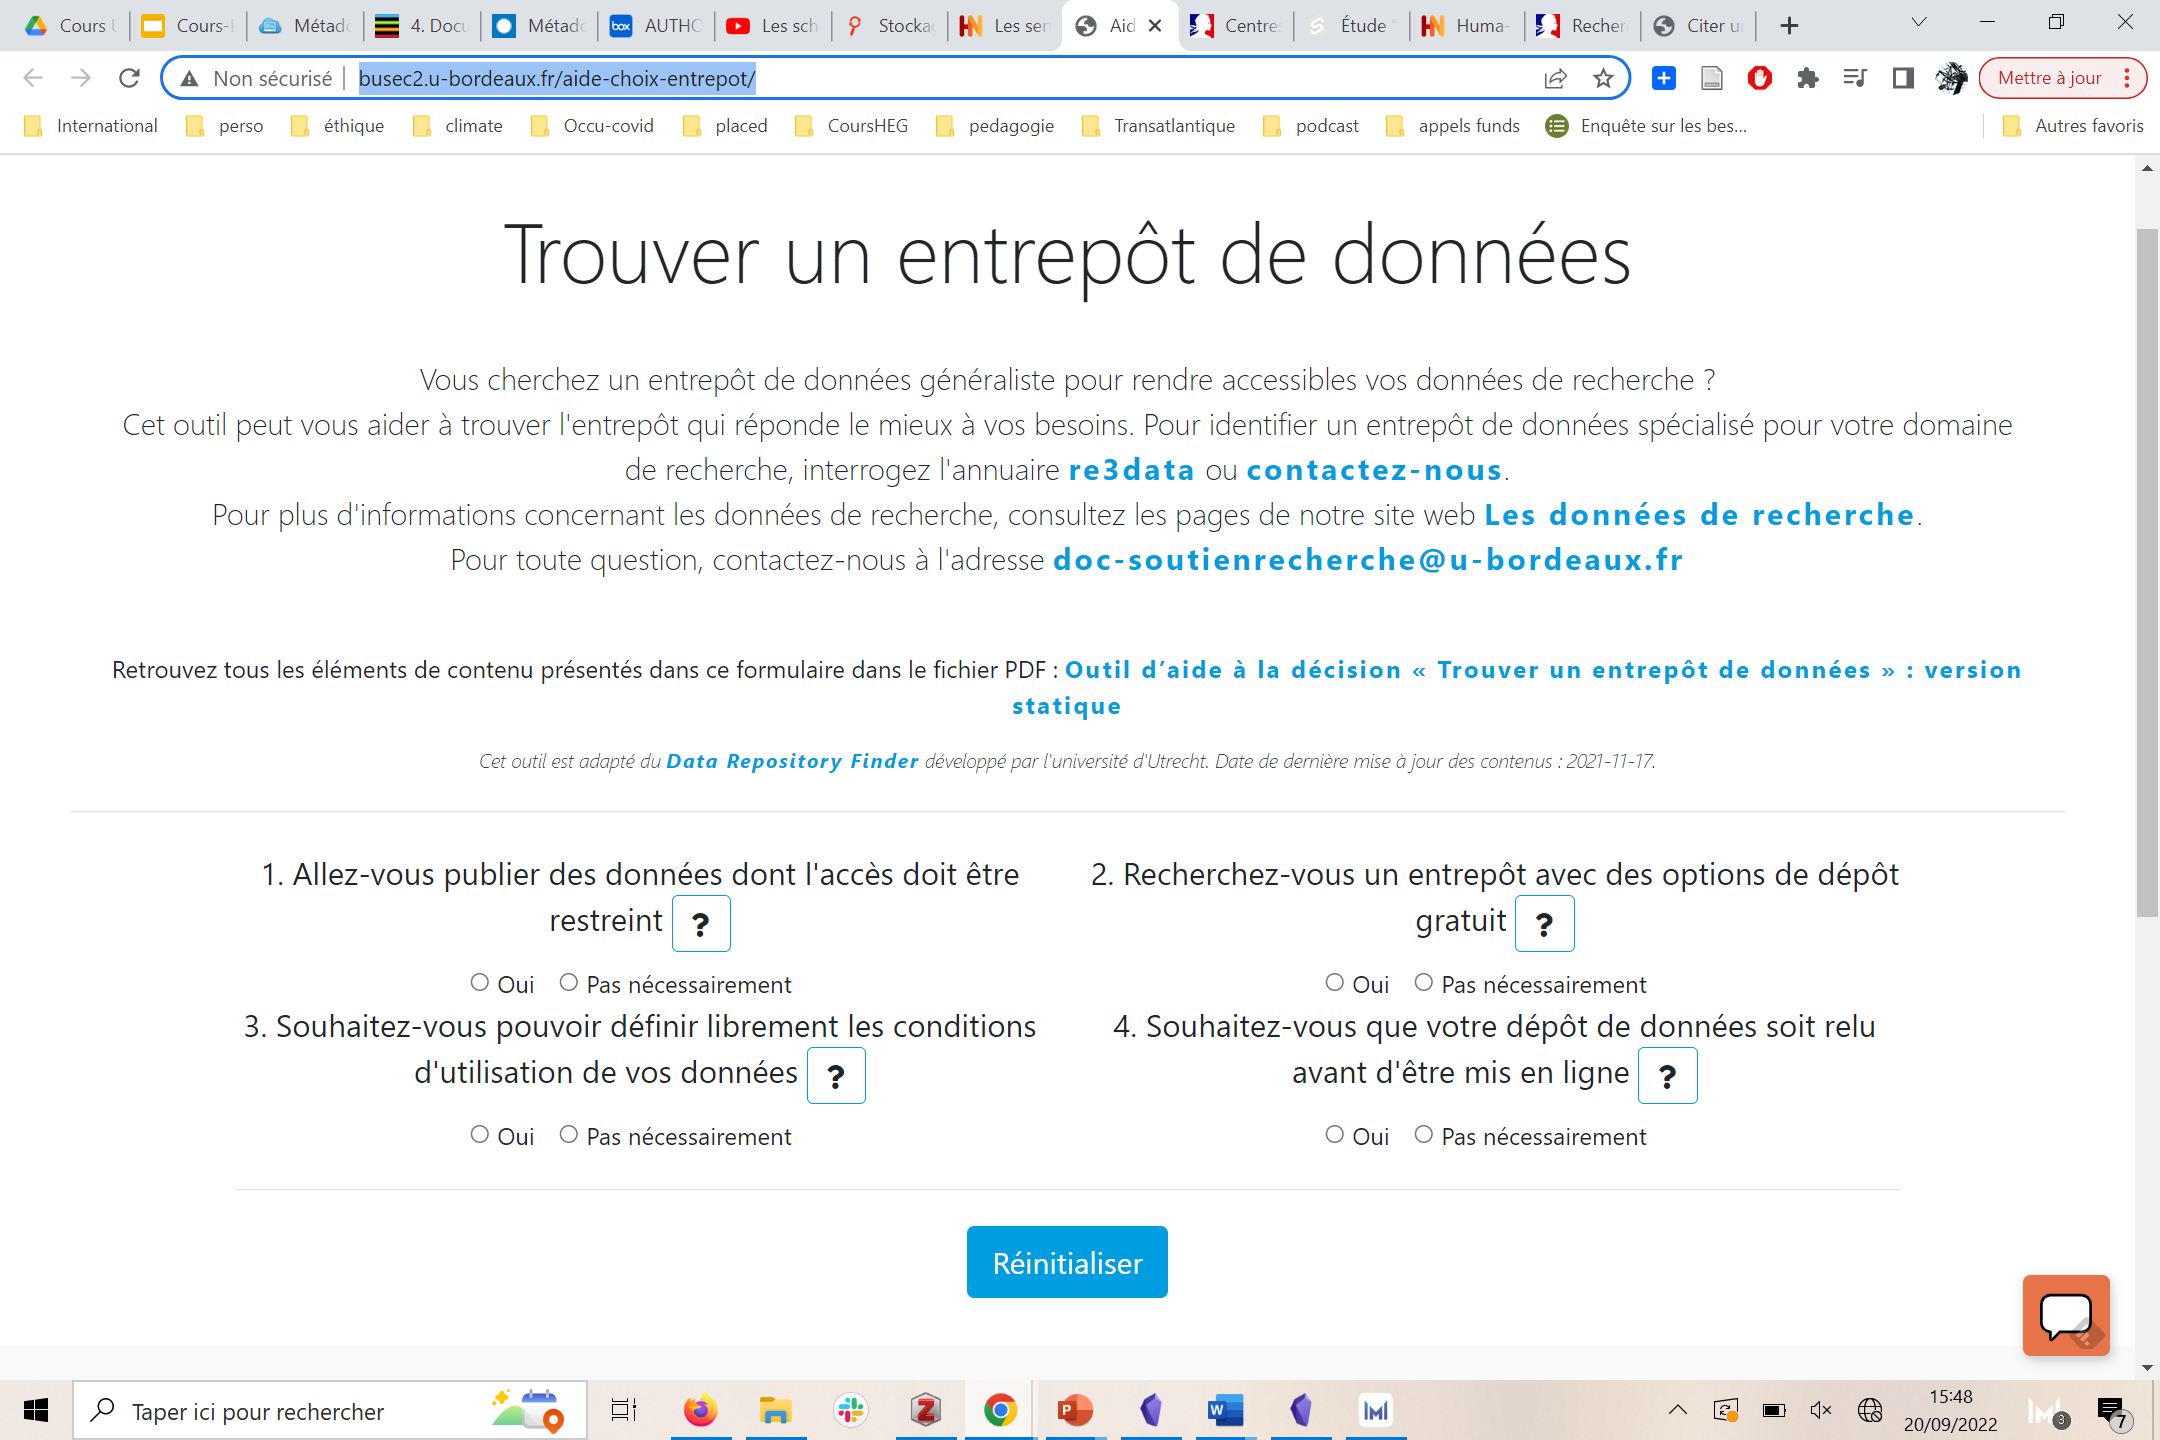 Cours
Cours-
Métad
4. Docu
Métad
box
AUTHO
Les sch
Stocka
Les ser
Aid
Centre
Étude
Huma-
Recher
Citer u
Non sécurisé
busec2.u-bordeaux.fr/aide-choix-entrepot/
Mettre à jour
International
perso
éthique
climate
Occu-covid
placed
CoursHEG
pedagogie
Transatlantique
podcast
appels funds
Enquête sur les bes...
Autres favoris
Trouver un entrepôt de données
Vous cherchez un entrepôt de données généraliste pour rendre accessibles vos données de recherche ?
Cet outil peut vous aider à trouver l'entrepôt qui réponde le mieux à vos besoins. Pour identifier un entrepôt de données spécialisé pour votre domaine
de recherche, interrogez l'annuaire re3data ou contactez-nous.
Pour plus d'informations concernant les données de recherche, consultez les pages de notre site web Les données de recherche.
Pour toute question, contactez-nous à l'adresse doc-soutienrecherche@u-bordeaux.fr
Retrouvez tous les éléments de contenu présentés dans ce formulaire dans le fichier PDF : Outil d’aide à la décision « Trouver un entrepôt de données » : version
statique
Cet outil est adapté du Data Repository Finder développé par l'université d'Utrecht. Date de dernière mise à jour des contenus : 2021-11-17.
1. Allez-vous publier des données dont l'accès doit être
restreint ?
Oui Pas nécessairement
2. Recherchez-vous un entrepôt avec des options de dépôt
gratuit ?
Oui Pas nécessairement
3. Souhaitez-vous pouvoir définir librement les conditions
d'utilisation de vos données ?
Oui Pas nécessairement
4. Souhaitez-vous que votre dépôt de données soit relu
avant d'être mis en ligne ?
Oui Pas nécessairement
Réinitialiser
Taper ici pour rechercher
15:48
20/09/2022
3
7